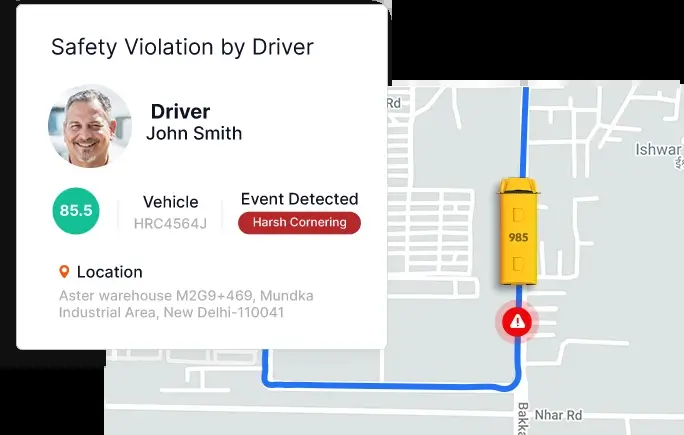 Safety Violation by Driver
Driver
John Smith
85.5
Vehicle
HRC4564J
Event Detected
Harsh Cornering
Location
Aster warehouse M2G9+469, Mundka
Industrial Area, New Delhi-110041
Rd
Ishwar
985
Bakka
Nhar Rd